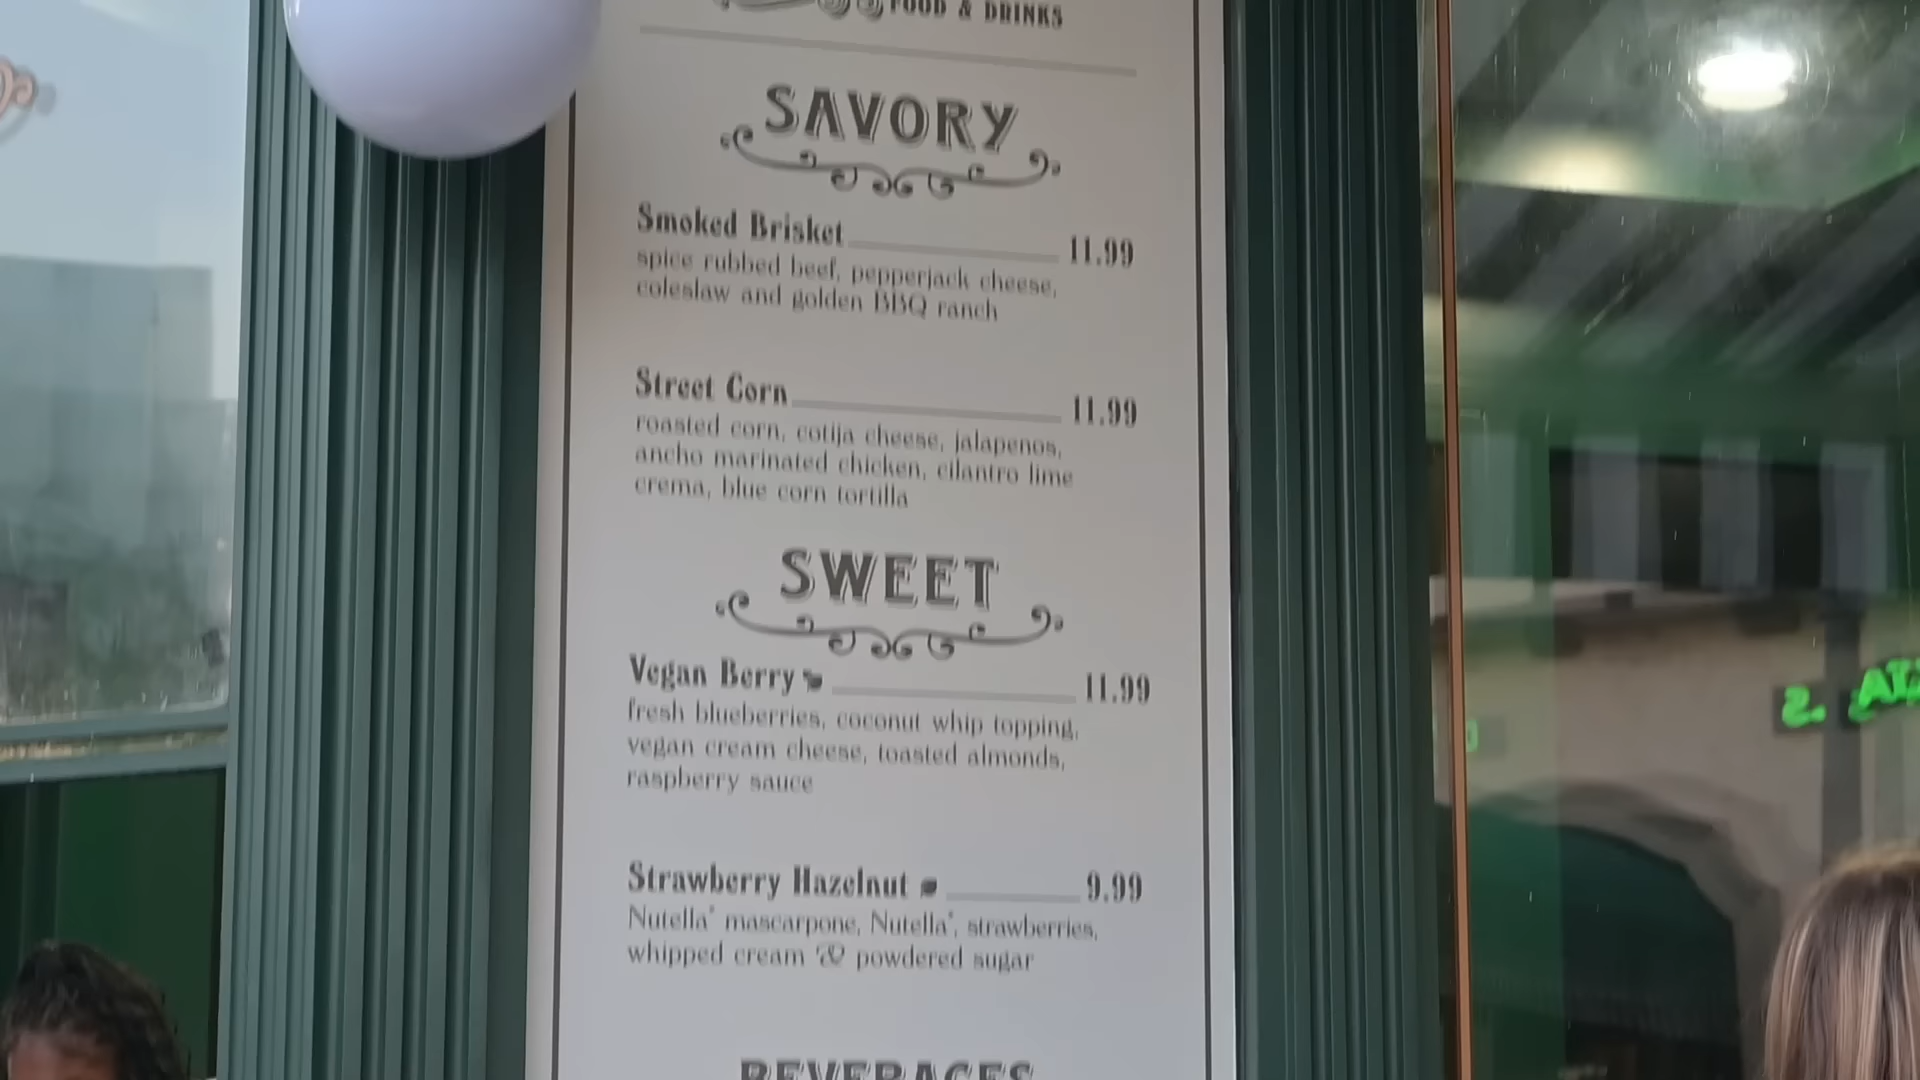 FOOD & DRINKS
SAVORY
Smoked Brisket 11.99
spice rubbed beef, pepperjack cheese,
coleslaw and golden BBQ ranch
Street Corn 11.99
roasted corn, cotija cheese, jalapenos,
ancho marinated chicken, cilantro lime
crema, blue corn tortilla
SWEET
Vegan Berry 11.99
fresh blueberries, coconut whip topping,
vegan cream cheese, toasted almonds,
raspberry sauce
Strawberry Hazelnut 9.99
Nutella® mascarpone, Nutella®, strawberries,
whipped cream & powdered sugar
BEVERAGES